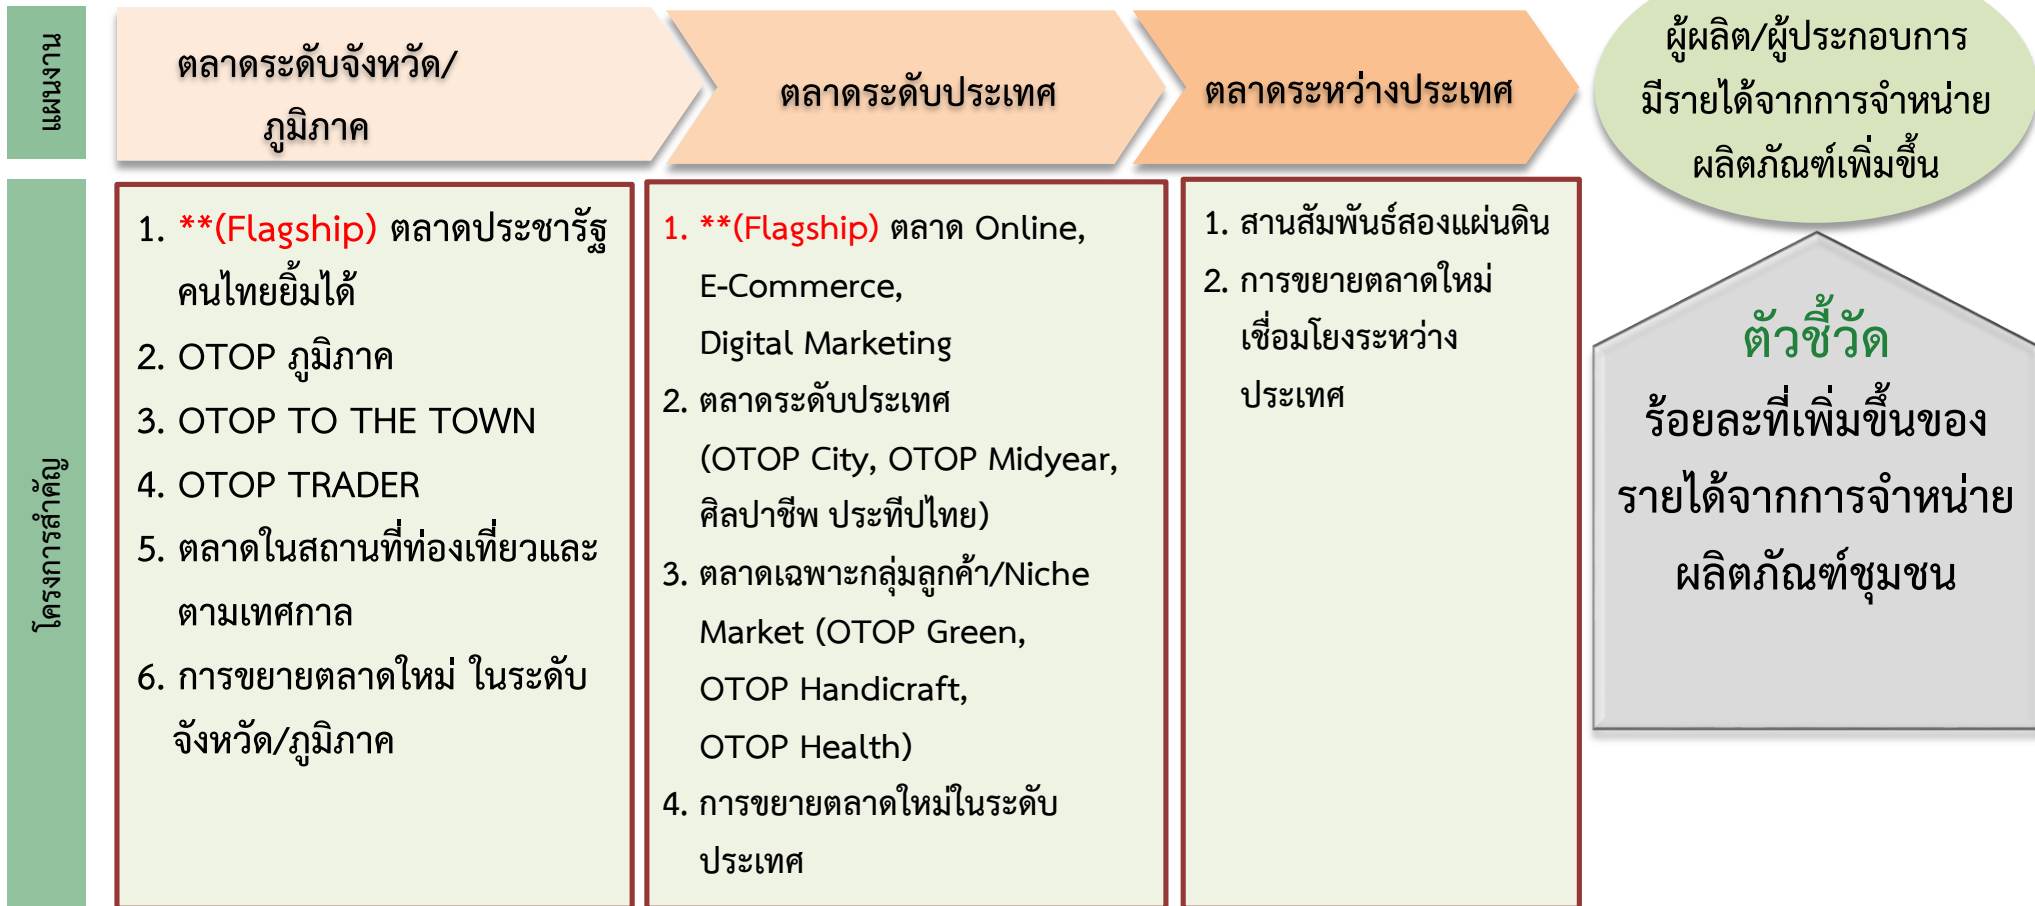 แผนงาน
ตลาดระดับจังหวัด/
ภูมิภาค
ตลาดระดับประเทศ
ตลาดระหว่างประเทศ
ผู้ผลิต/ผู้ประกอบการ
มีรายได้จากการจำหน่าย
ผลิตภัณฑ์เพิ่มขึ้น
โครงการสำคัญ
1. **(Flagship) ตลาดประชารัฐ
คนไทยยิ้มได้
2. OTOP ภูมิภาค
3. OTOP TO THE TOWN
4. OTOP TRADER
5. ตลาดในสถานที่ท่องเที่ยวและ
ตามเทศกาล
6. การขยายตลาดใหม่ ในระดับ
จังหวัด/ภูมิภาค
1. **(Flagship) ตลาด Online,
E-Commerce,
Digital Marketing
2. ตลาดระดับประเทศ
(OTOP City, OTOP Midyear,
ศิลปาชีพ ประทีปไทย)
3. ตลาดเฉพาะกลุ่มลูกค้า/Niche
Market (OTOP Green,
OTOP Handicraft,
OTOP Health)
4. การขยายตลาดใหม่ในระดับ
ประเทศ
1. สานสัมพันธ์สองแผ่นดิน
2. การขยายตลาดใหม่
เชื่อมโยงระหว่าง
ประเทศ
ตัวชี้วัด
ร้อยละที่เพิ่มขึ้นของ
รายได้จากการจำหน่าย
ผลิตภัณฑ์ชุมชน